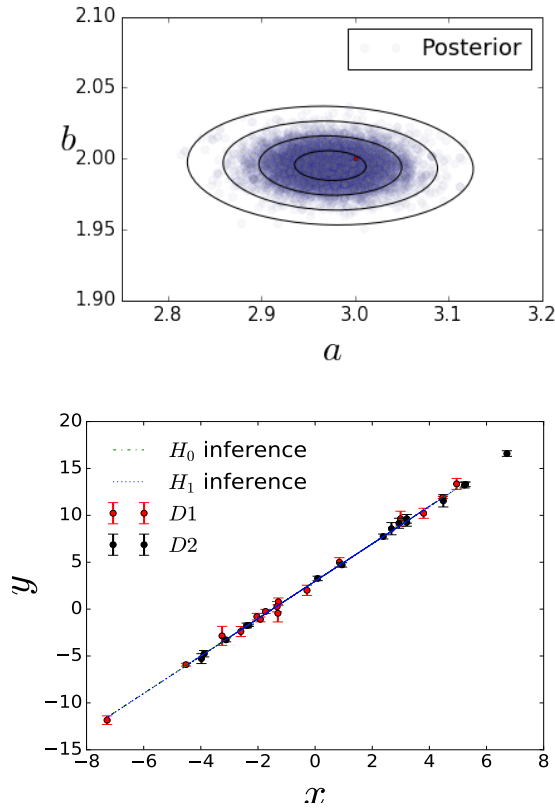 2.10
Posterior
2.05
b
2.00
1.95
1.90
2.8 2.9 3.0 3.1 3.2
a
20
H₀ inference
15
H₁ inference
10
D1
5
D2
y
0
−5
−10
−15
−8 −6 −4 −2 0 2 4 6 8
x